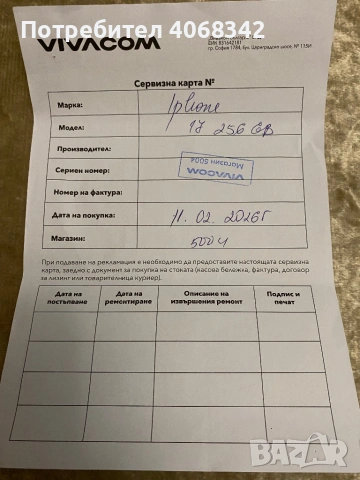 Потребител 4068342
VIVACOM
ЕИК 831642181
гр. София 1784, бул. Цариградско шосе, № 115И
Сервизна карта №
Марка: Iphone
Модел: 17 256 GB
Производител:
Сериен номер: VIVACOM
Магазин 5004
Номер на фактура:
Дата на покупка: 11.02.2026г
Магазин: 5004
При подаване на рекламация е необходимо да предоставите настоящата сервизна
карта, заедно с документ за покупка на стоката (касова бележка, фактура, договор
за лизинг или товарителница куриер).
Дата на постъпване
Дата на ремонтиране
Описание на извършения ремонт
Подпис и печат
BAZAR